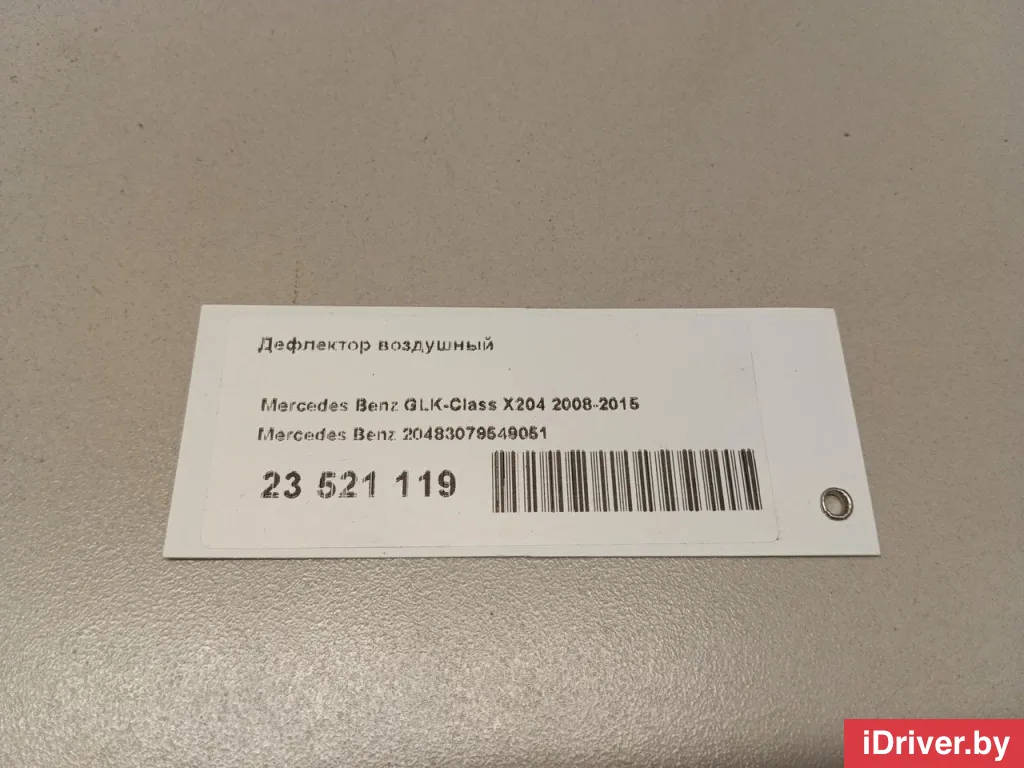 Дефлектор воздушный
Mercedes Benz GLK-Class X204 2008-2015
Mercedes Benz 20483079549051
23 521 119
iDriver.by